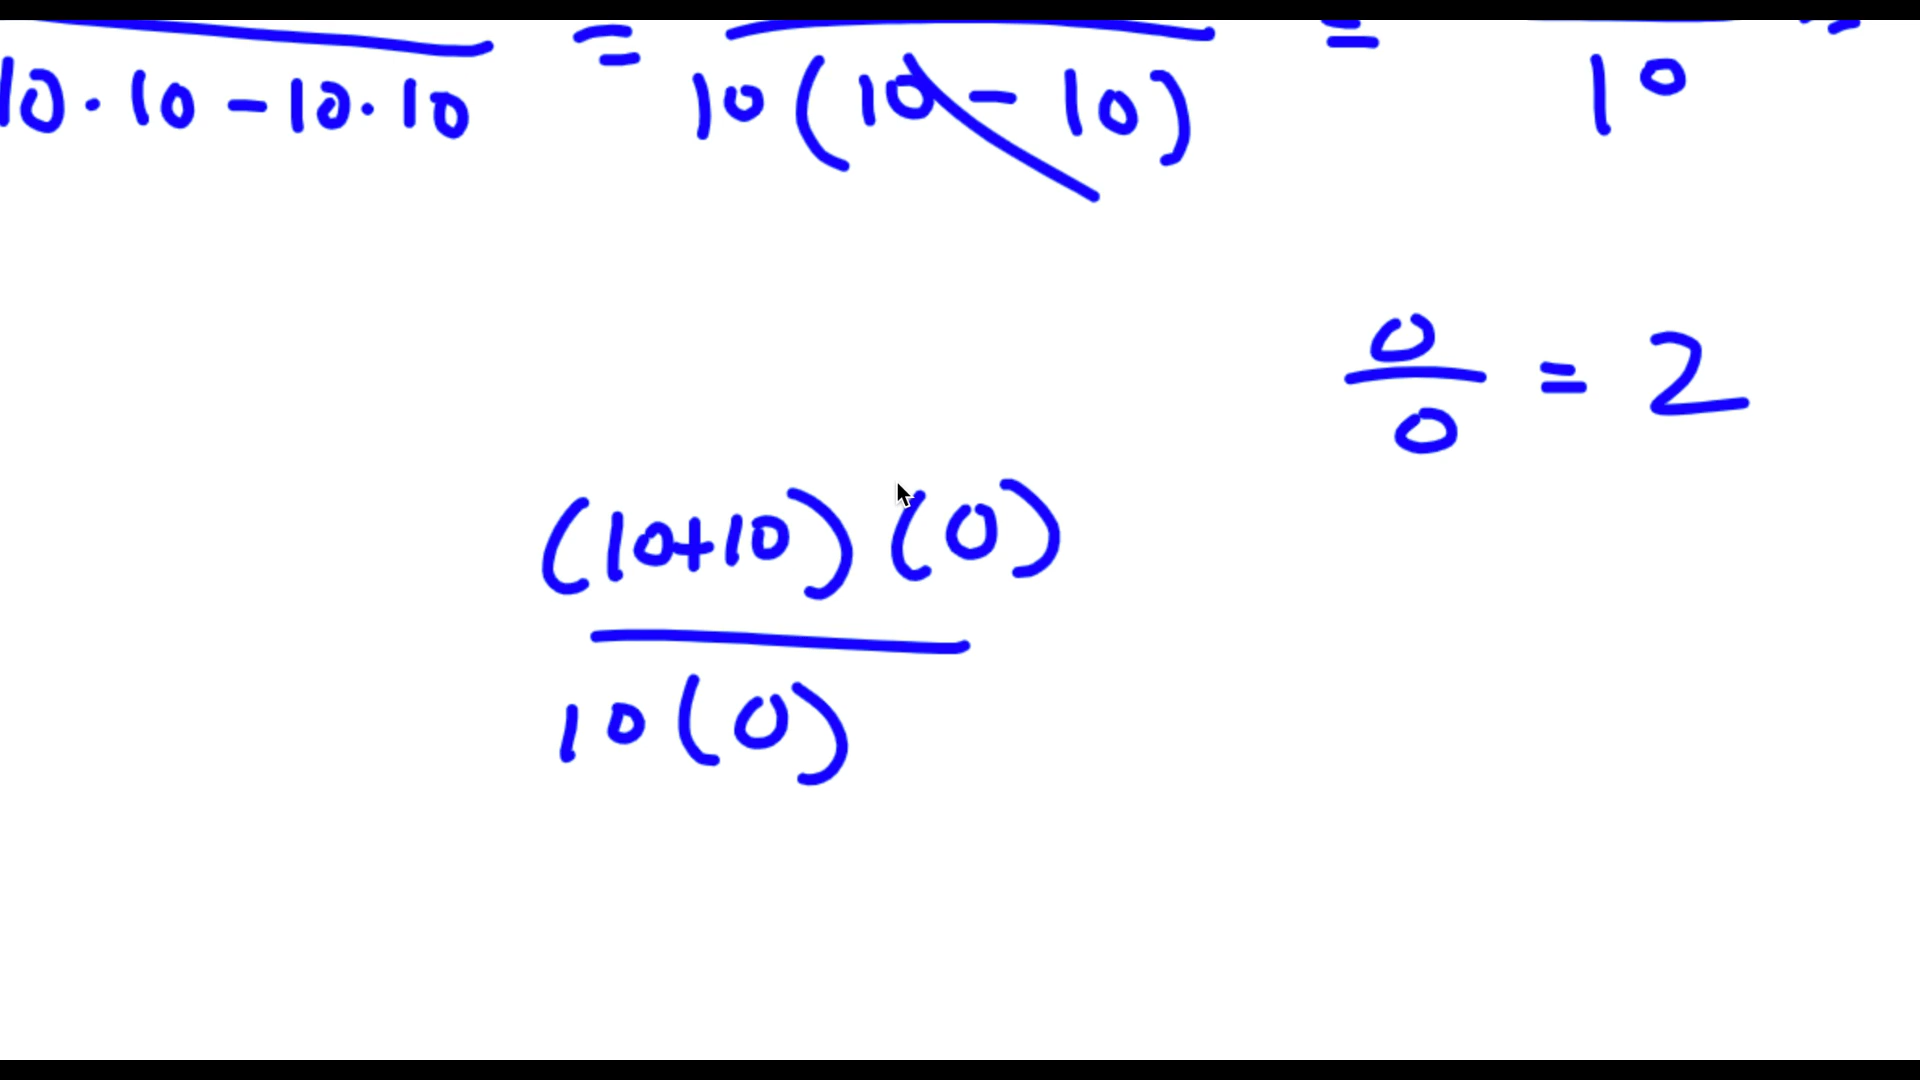 = = =
10 · 10 - 10 · 10 10 ( 10 - 10 ) 10
0/0 = 2
(10+10) (0)
10 (0)